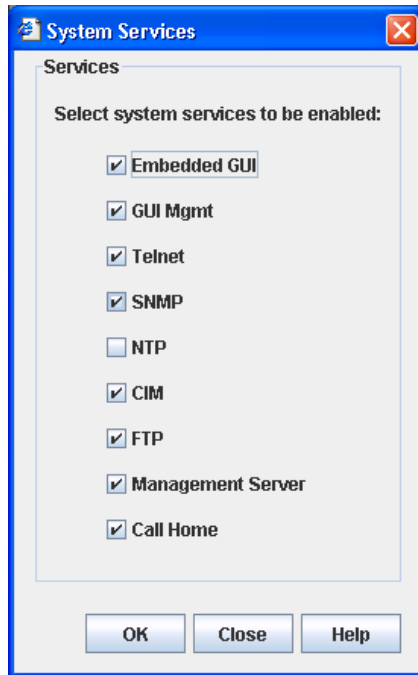 System Services
Services
Select system services to be enabled:
Embedded GUI
GUI Mgmt
Telnet
SNMP
NTP
CIM
FTP
Management Server
Call Home
OK Close Help